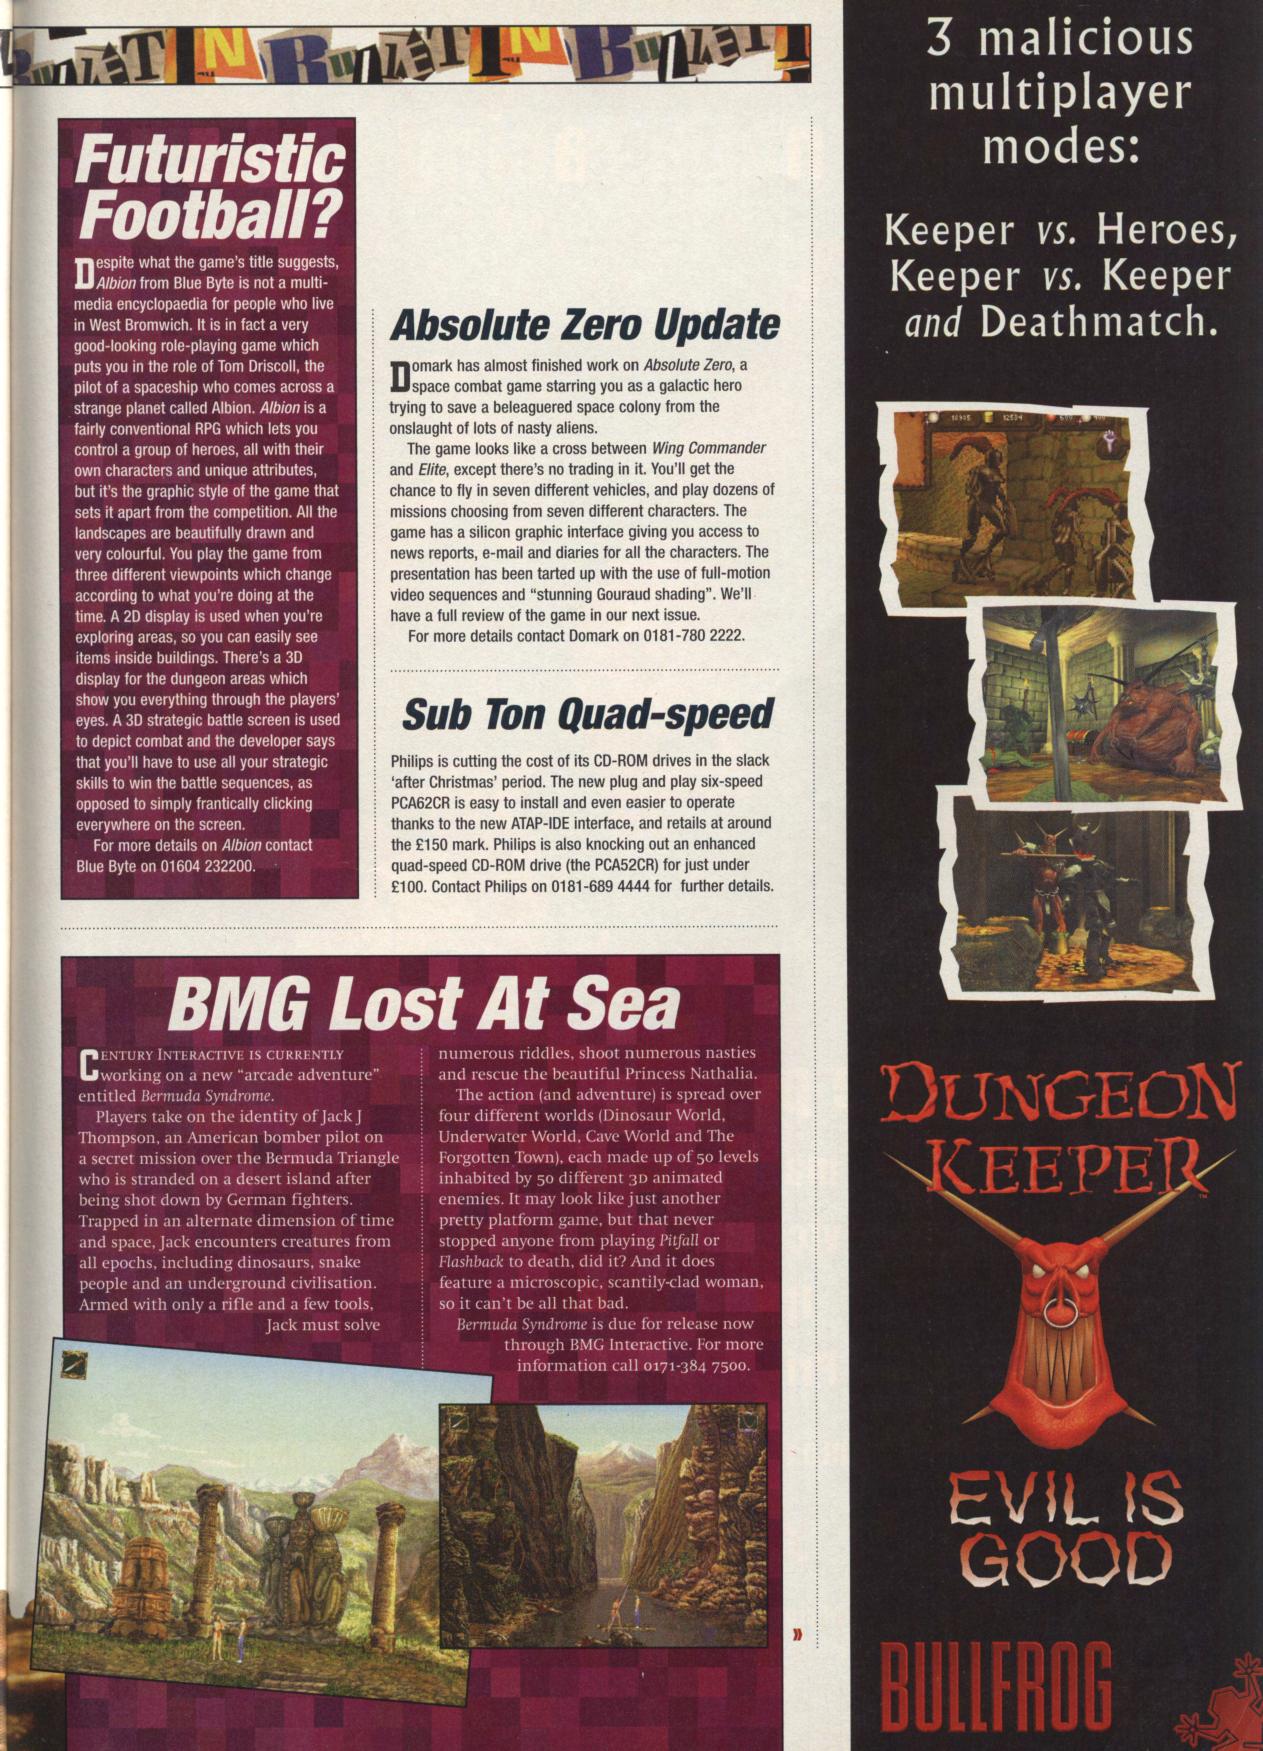 BULLETIN BULLETIN BULLET
Futuristic
Football?
Despite what the game's title suggests,
Albion from Blue Byte is not a multi-
media encyclopaedia for people who live
in West Bromwich. It is in fact a very
good-looking role-playing game which
puts you in the role of Tom Driscoll, the
pilot of a spaceship who comes across a
strange planet called Albion. Albion is a
fairly conventional RPG which lets you
control a group of heroes, all with their
own characters and unique attributes,
but it's the graphic style of the game that
sets it apart from the competition. All the
landscapes are beautifully drawn and
very colourful. You play the game from
three different viewpoints which change
according to what you're doing at the
time. A 2D display is used when you're
exploring areas, so you can easily see
items inside buildings. There's a 3D
display for the dungeon areas which
show you everything through the players'
eyes. A 3D strategic battle screen is used
to depict combat and the developer says
that you'll have to use all your strategic
skills to win the battle sequences, as
opposed to simply frantically clicking
everywhere on the screen.
For more details on Albion contact
Blue Byte on 01604 232200.
Absolute Zero Update
Domark has almost finished work on Absolute Zero, a
space combat game starring you as a galactic hero
trying to save a beleaguered space colony from the
onslaught of lots of nasty aliens.
The game looks like a cross between Wing Commander
and Elite, except there's no trading in it. You'll get the
chance to fly in seven different vehicles, and play dozens of
missions choosing from seven different characters. The
game has a silicon graphic interface giving you access to
news reports, e-mail and diaries for all the characters. The
presentation has been tarted up with the use of full-motion
video sequences and “stunning Gouraud shading”. We'll
have a full review of the game in our next issue.
For more details contact Domark on 0181-780 2222.
Sub Ton Quad-speed
Philips is cutting the cost of its CD-ROM drives in the slack
'after Christmas' period. The new plug and play six-speed
PCA62CR is easy to install and even easier to operate
thanks to the new ATAP-IDE interface, and retails at around
the £150 mark. Philips is also knocking out an enhanced
quad-speed CD-ROM drive (the PCA52CR) for just under
£100. Contact Philips on 0181-689 4444 for further details.
BMG Lost At Sea
CENTURY INTERACTIVE IS CURRENTLY
working on a new “arcade adventure”
entitled Bermuda Syndrome.
Players take on the identity of Jack J
Thompson, an American bomber pilot on
a secret mission over the Bermuda Triangle
who is stranded on a desert island after
being shot down by German fighters.
Trapped in an alternate dimension of time
and space, Jack encounters creatures from
all epochs, including dinosaurs, snake
people and an underground civilisation.
Armed with only a rifle and a few tools,
Jack must solve
numerous riddles, shoot numerous nasties
and rescue the beautiful Princess Nathalia.
The action (and adventure) is spread over
four different worlds (Dinosaur World,
Underwater World, Cave World and The
Forgotten Town), each made up of 50 levels
inhabited by 50 different 3D animated
enemies. It may look like just another
pretty platform game, but that never
stopped anyone from playing Pitfall or
Flashback to death, did it? And it does
feature a microscopic, scantily-clad woman,
so it can't be all that bad.
Bermuda Syndrome is due for release now
through BMG Interactive. For more
information call 0171-384 7500.
»
3 malicious
multiplayer
modes:
Keeper vs. Heroes,
Keeper vs. Keeper
and Deathmatch.
DUNGEON
KEEPER™
EVIL IS
GOOD
BULLFROG